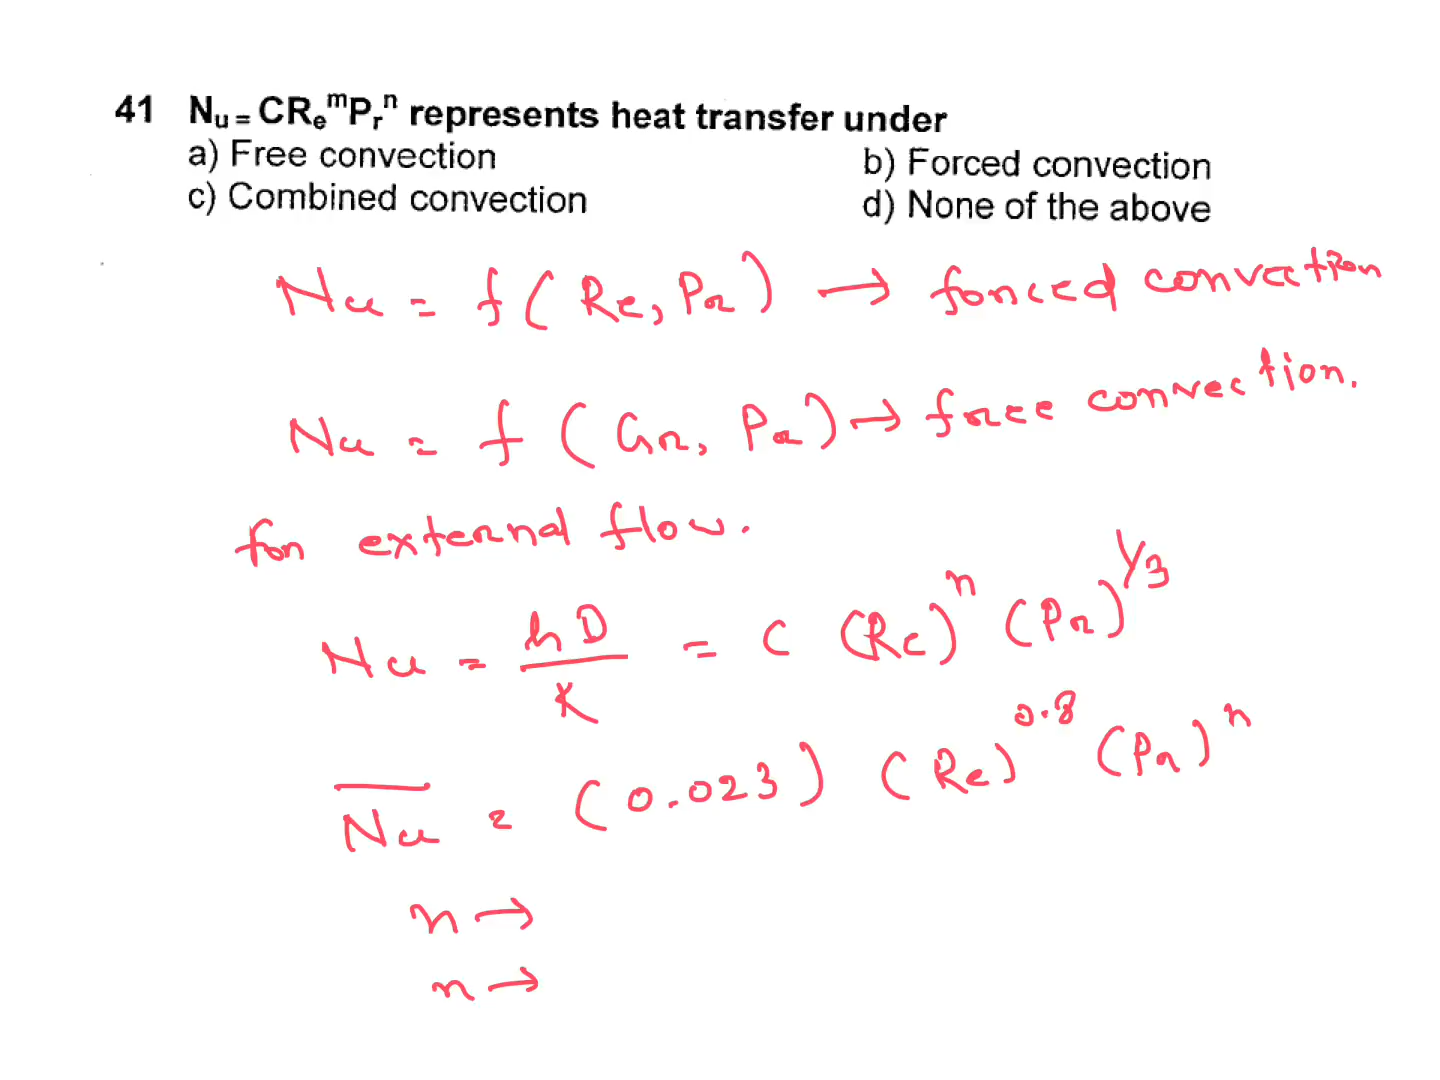 41 Nu = CRe^mPr^n represents heat transfer under
a) Free convection b) Forced convection
c) Combined convection d) None of the above
Nu = f ( Re, Pr ) → forced convection
Nu = f ( Gr, Pr ) → free convection.
for external flow.
Nu = hD/K = C (Re)^n (Pr)^1/3
N̅u̅ = (0.023) (Re)^0.8 (Pr)^n
n →
n →